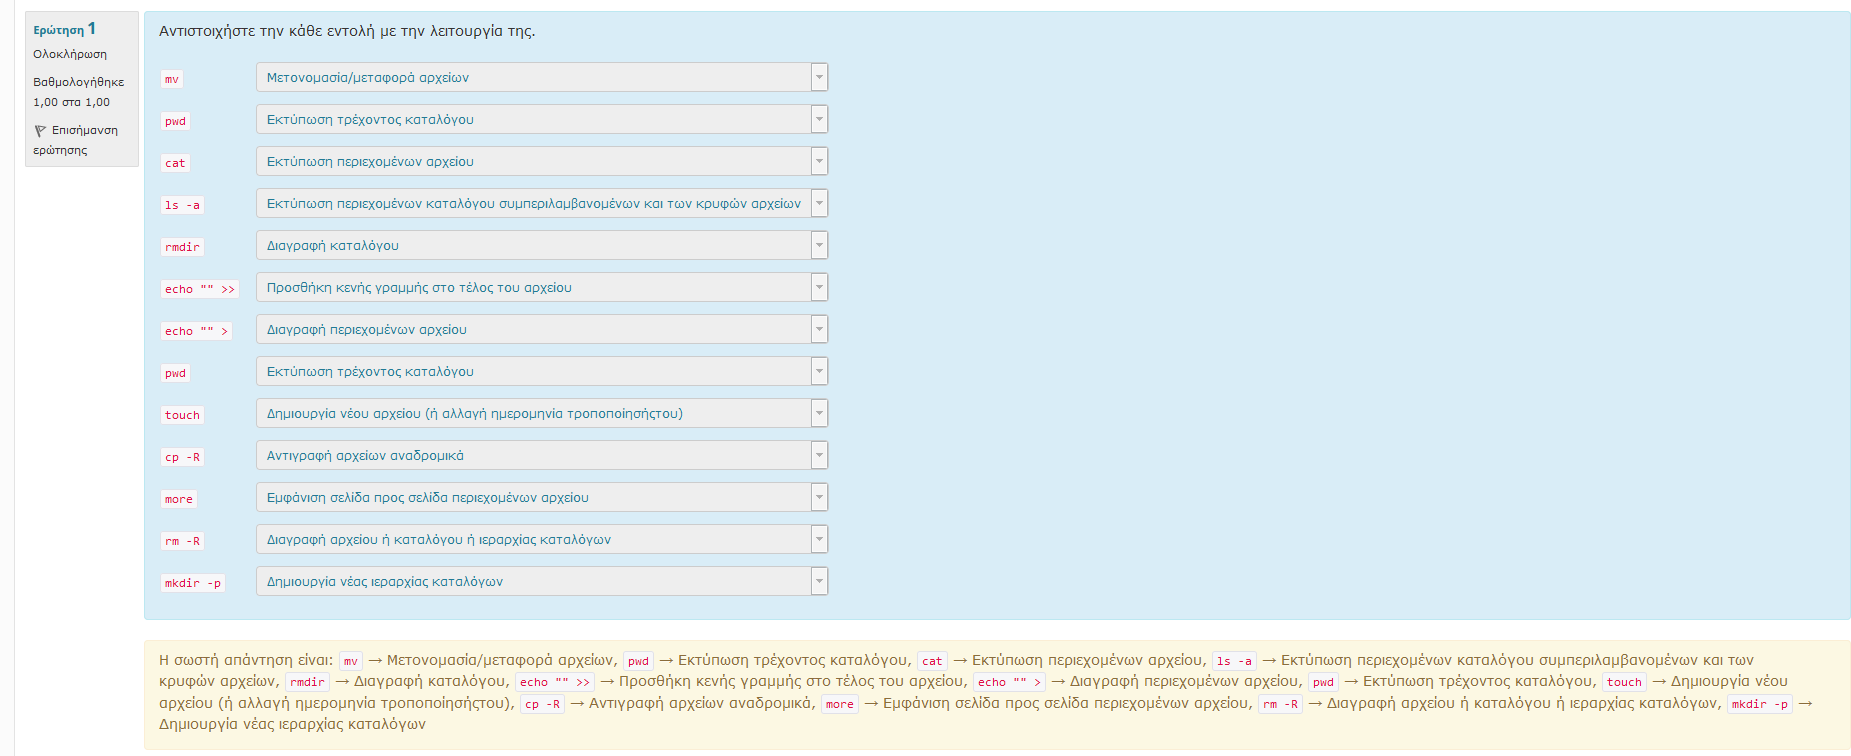 Ερώτηση 1
Ολοκλήρωση
Βαθμολογήθηκε
1,00 στα 1,00
Επισήμανση
ερώτησης
Αντιστοιχήστε την κάθε εντολή με την λειτουργία της.
mv Μετονομασία/μεταφορά αρχείων
pwd Εκτύπωση τρέχοντος καταλόγου
cat Εκτύπωση περιεχομένων αρχείου
ls -a Εκτύπωση περιεχομένων καταλόγου συμπεριλαμβανομένων και των κρυφών αρχείων
rmdir Διαγραφή καταλόγου
echo "" >> Προσθήκη κενής γραμμής στο τέλος του αρχείου
echo "" > Διαγραφή περιεχομένων αρχείου
pwd Εκτύπωση τρέχοντος καταλόγου
touch Δημιουργία νέου αρχείου (ή αλλαγή ημερομηνία τροποποίησήςτου)
cp -R Αντιγραφή αρχείων αναδρομικά
more Εμφάνιση σελίδα προς σελίδα περιεχομένων αρχείου
rm -R Διαγραφή αρχείου ή καταλόγου ή ιεραρχίας καταλόγων
mkdir -p Δημιουργία νέας ιεραρχίας καταλόγων
Η σωστή απάντηση είναι: mv → Μετονομασία/μεταφορά αρχείων, pwd → Εκτύπωση τρέχοντος καταλόγου, cat → Εκτύπωση περιεχομένων αρχείου, ls -a → Εκτύπωση περιεχομένων καταλόγου συμπεριλαμβανομένων και των
κρυφών αρχείων, rmdir → Διαγραφή καταλόγου, echo "" >> → Προσθήκη κενής γραμμής στο τέλος του αρχείου, echo "" > → Διαγραφή περιεχομένων αρχείου, pwd → Εκτύπωση τρέχοντος καταλόγου, touch → Δημιουργία νέου
αρχείου (ή αλλαγή ημερομηνία τροποποίησήςτου), cp -R → Αντιγραφή αρχείων αναδρομικά, more → Εμφάνιση σελίδα προς σελίδα περιεχομένων αρχείου, rm -R → Διαγραφή αρχείου ή καταλόγου ή ιεραρχίας καταλόγων, mkdir -p →
Δημιουργία νέας ιεραρχίας καταλόγων